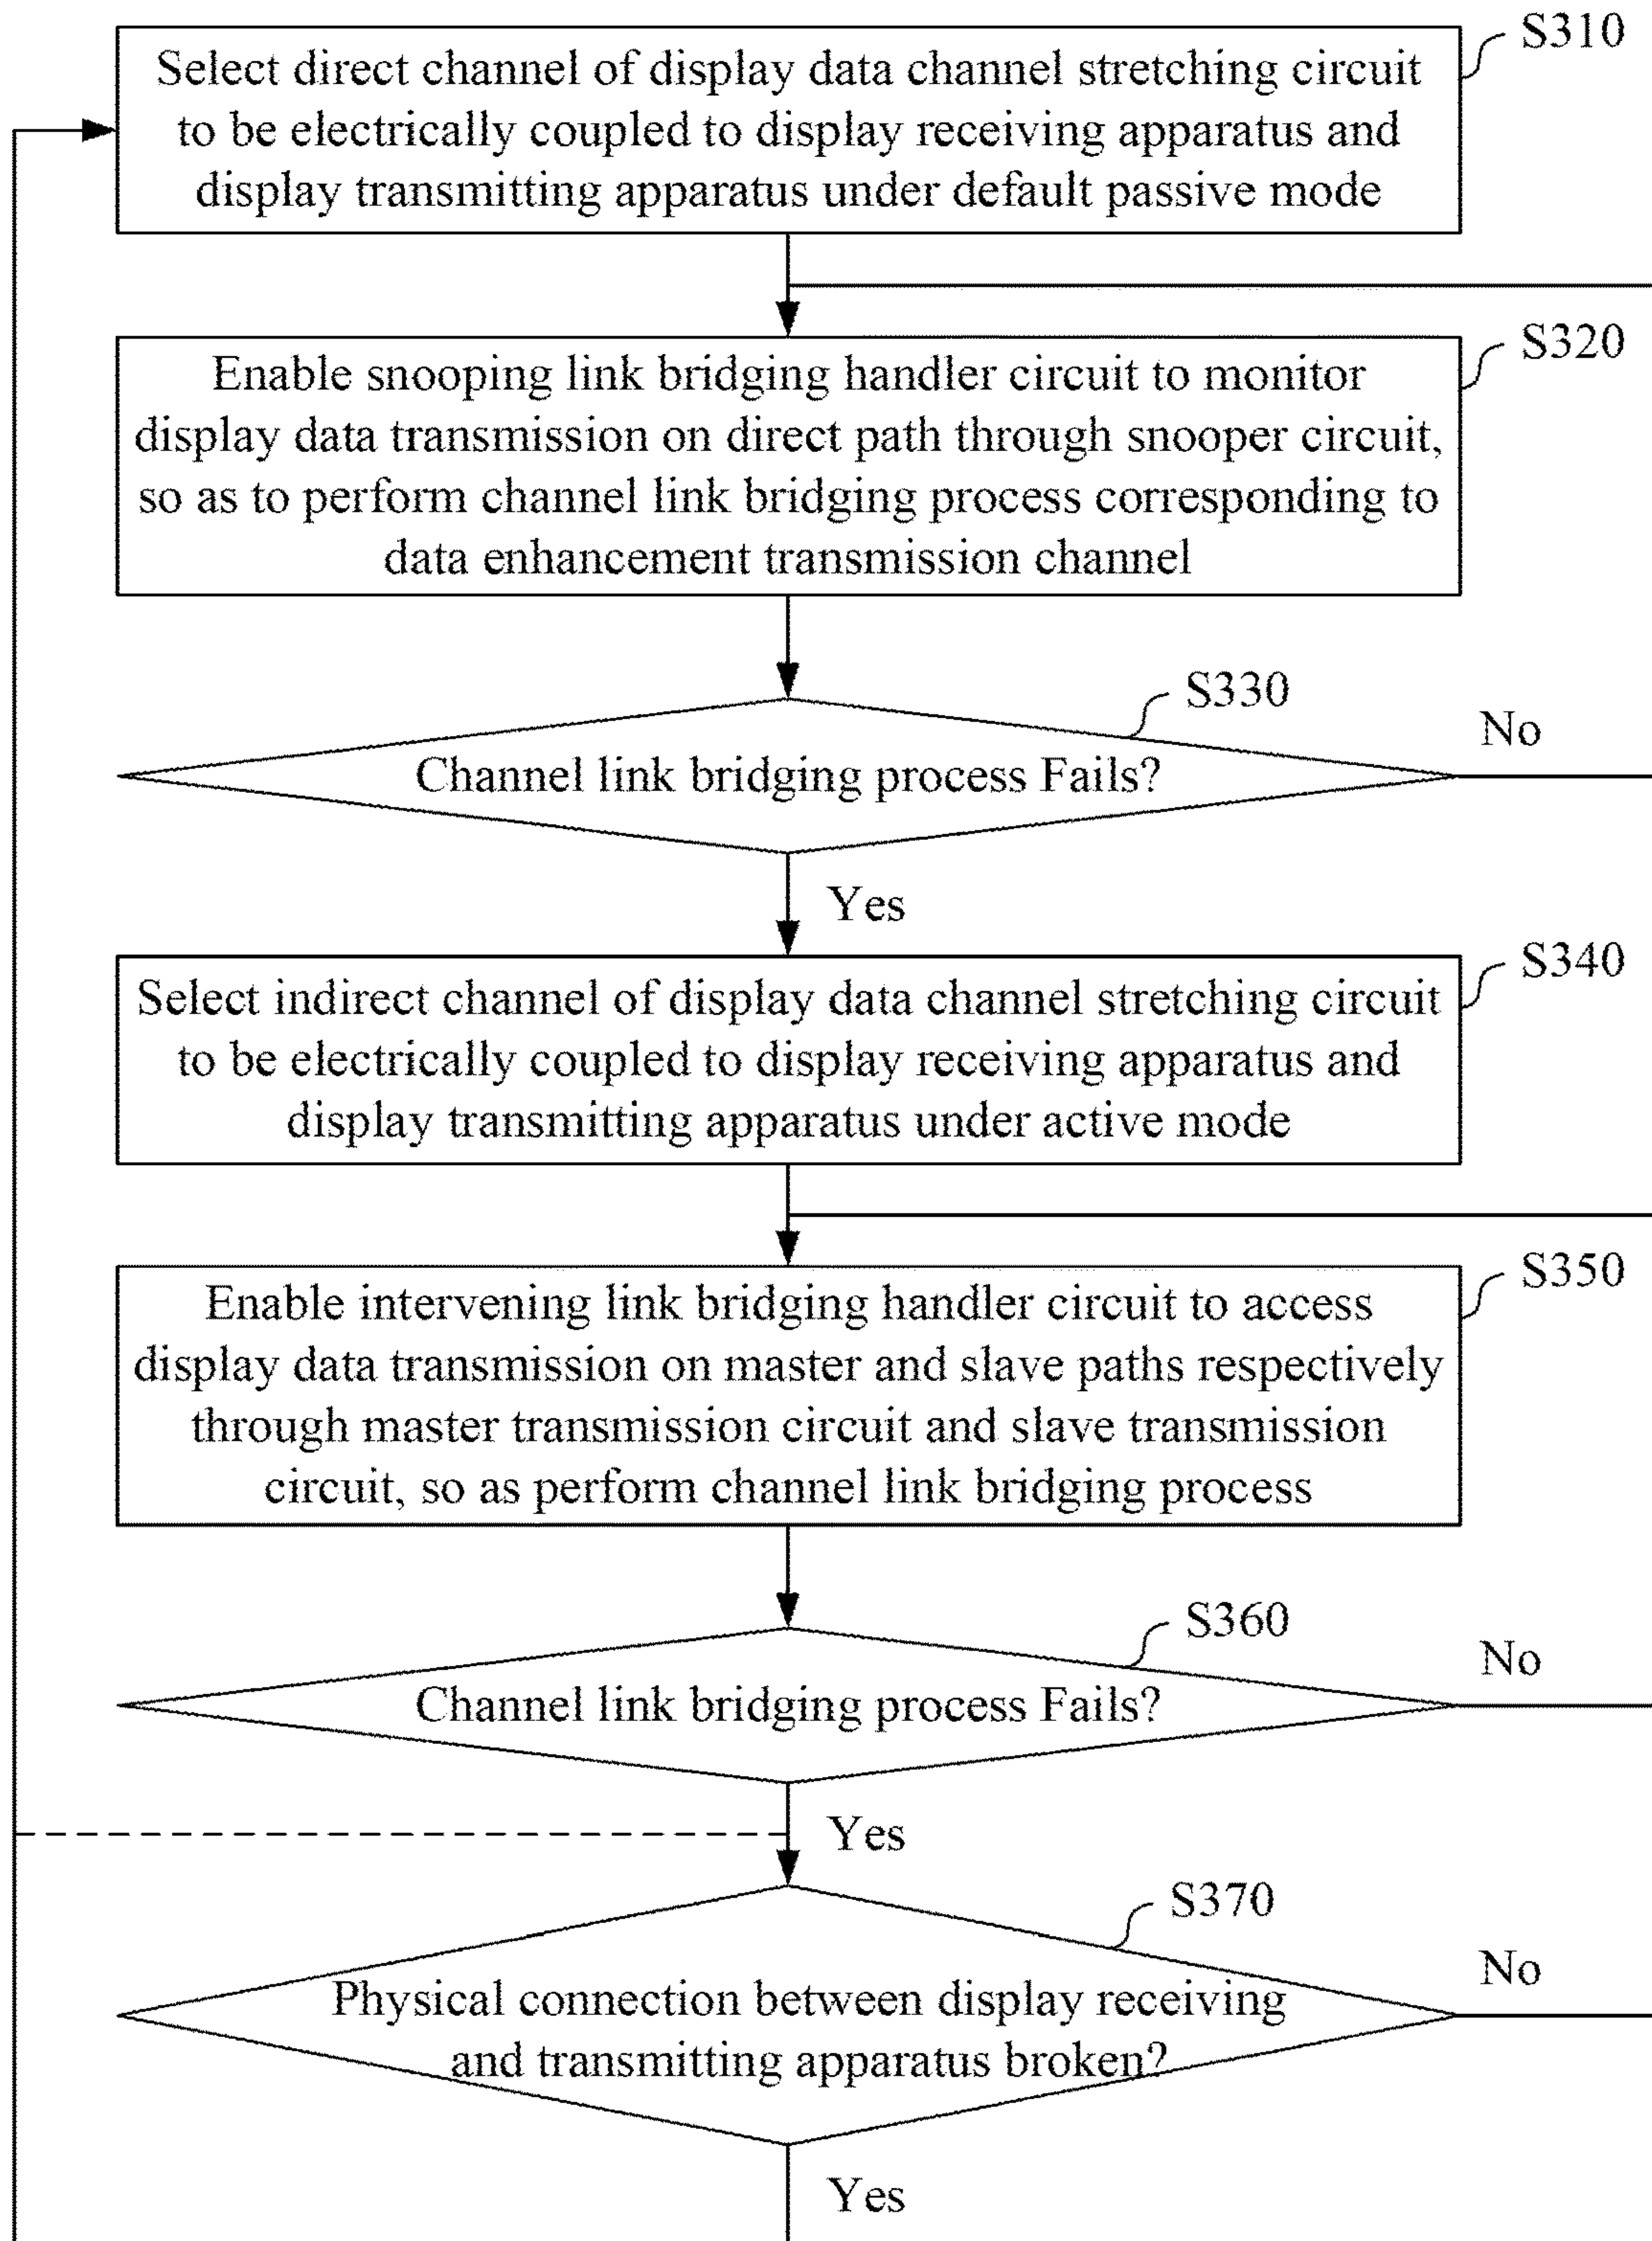 S310
Select direct channel of display data channel stretching circuit
to be electrically coupled to display receiving apparatus and
display transmitting apparatus under default passive mode
S320
Enable snooping link bridging handler circuit to monitor
display data transmission on direct path through snooper circuit,
so as to perform channel link bridging process corresponding to
data enhancement transmission channel
S330
No
Channel link bridging process Fails?
Yes
S340
Select indirect channel of display data channel stretching circuit
to be electrically coupled to display receiving apparatus and
display transmitting apparatus under active mode
S350
Enable intervening link bridging handler circuit to access
display data transmission on master and slave paths respectively
through master transmission circuit and slave transmission
circuit, so as perform channel link bridging process
S360
No
Channel link bridging process Fails?
Yes
S370
No
Physical connection between display receiving
and transmitting apparatus broken?
Yes